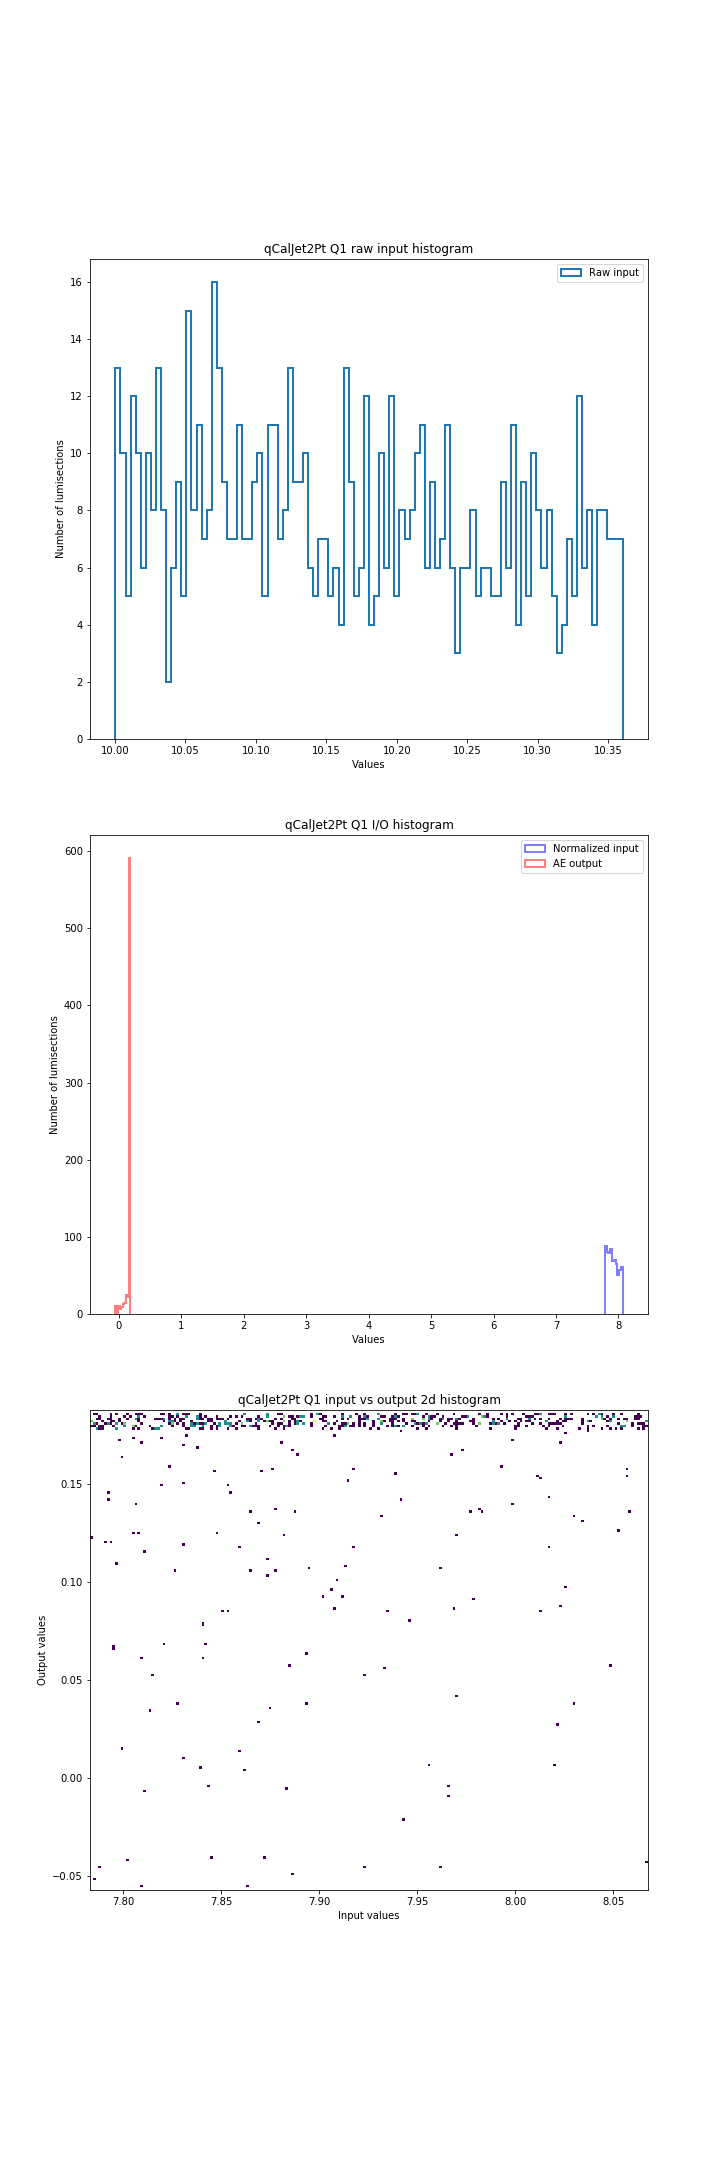 qCalJet2Pt Q1 raw input histogram
Raw input
16
14
12
10
8
6
4
2
0
Number of lumisections
10.00 10.05 10.10 10.15 10.20 10.25 10.30 10.35
Values
qCalJet2Pt Q1 I/O histogram
Normalized input
AE output
600
500
400
300
200
100
0
Number of lumisections
0 1 2 3 4 5 6 7 8
Values
qCalJet2Pt Q1 input vs output 2d histogram
0.15
0.10
0.05
0.00
−0.05
Output values
7.80 7.85 7.90 7.95 8.00 8.05
Input values